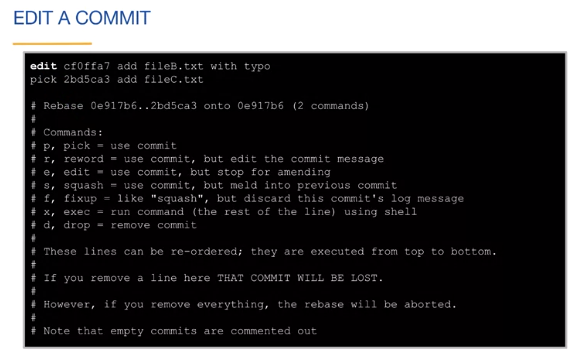 EDIT A COMMIT
edit cf0ffa7 add fileB.txt with typo
pick 2bd5ca3 add fileC.txt
# Rebase 0e917b6..2bd5ca3 onto 0e917b6 (2 commands)
#
# Commands:
# p, pick = use commit
# r, reword = use commit, but edit the commit message
# e, edit = use commit, but stop for amending
# s, squash = use commit, but meld into previous commit
# f, fixup = like "squash", but discard this commit's log message
# x, exec = run command (the rest of the line) using shell
# d, drop = remove commit
#
# These lines can be re-ordered; they are executed from top to bottom.
#
# If you remove a line here THAT COMMIT WILL BE LOST.
#
# However, if you remove everything, the rebase will be aborted.
#
# Note that empty commits are commented out